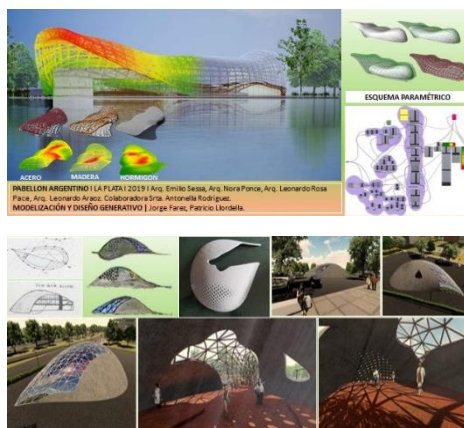 ESQUEMA PARAMÉTRICO
ACERO
MADERA
HORMIGON
PABELLON ARGENTINO I LA PLATA I 2019 I Arq. Emilio Sessa, Arq. Nora Ponce, Arq. Leonardo Rosa
Pace, Arq. Leonardo Araoz. Colaboradora Srta. Antonella Rodriguez.
MODELIZACIÓN Y DISEÑO GENERATIVO | Jorge Farez, Patricio Llordella.